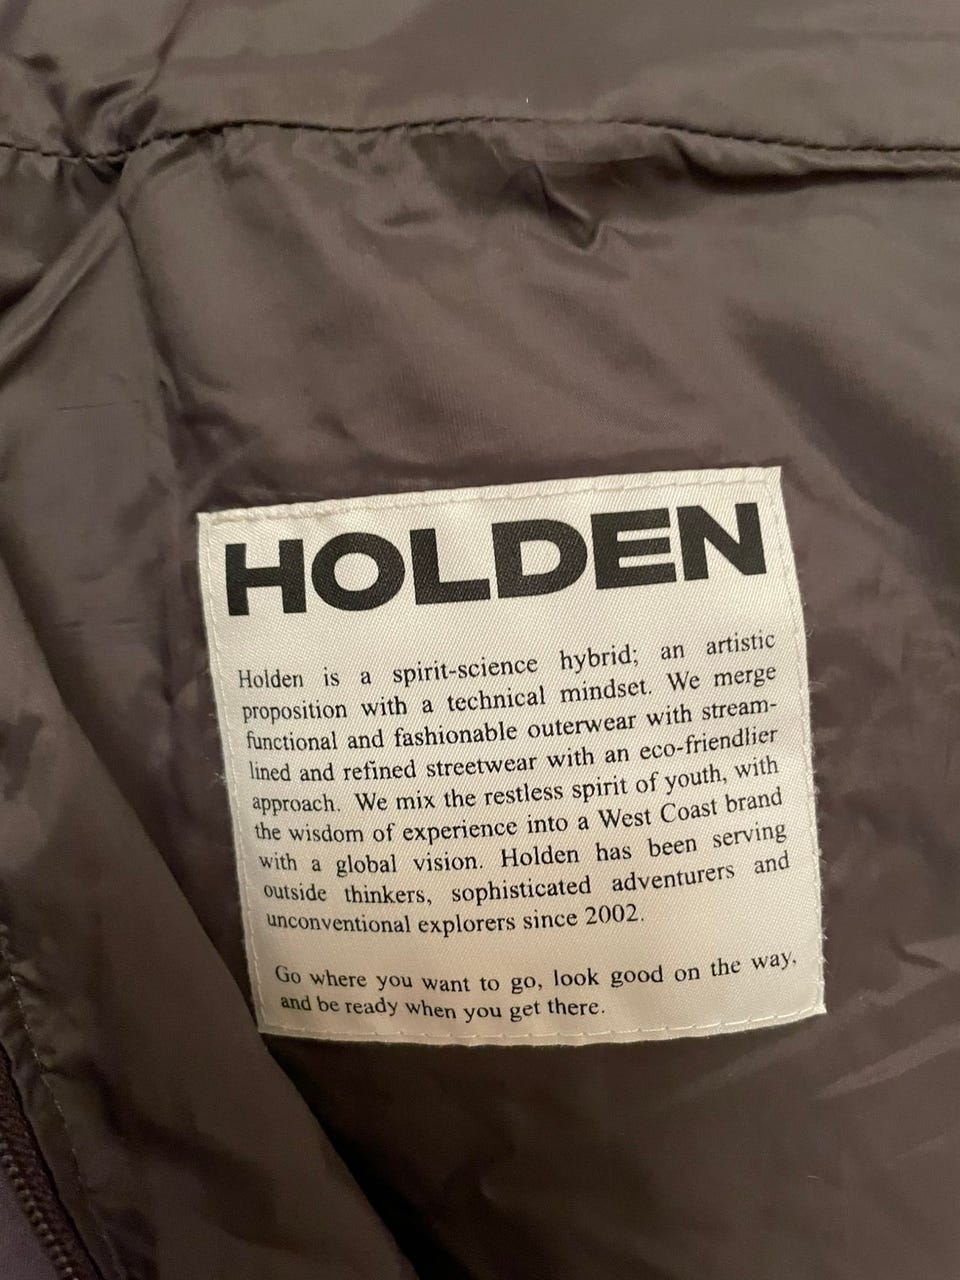 HOLDEN
Holden is a spirit-science hybrid; an artistic
proposition with a technical mindset. We merge
functional and fashionable outerwear with stream-
lined and refined streetwear with an eco-friendlier
approach. We mix the restless spirit of youth, with
the wisdom of experience into a West Coast brand
with a global vision. Holden has been serving
outside thinkers, sophisticated adventurers and
unconventional explorers since 2002.
Go where you want to go, look good on the way,
and be ready when you get there.